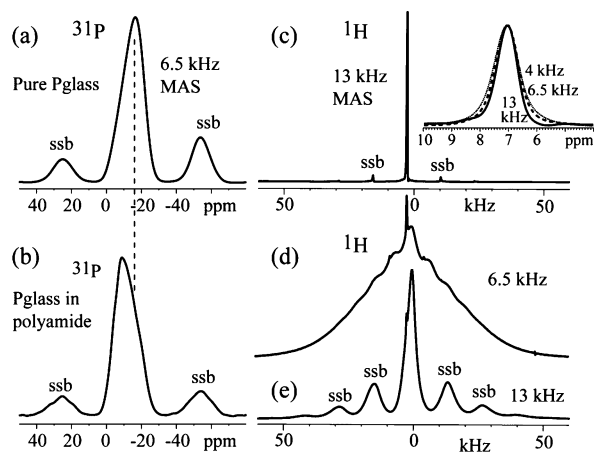 (a)
31P
Pure Pglass
6.5 kHz
MAS
ssb
ssb
40 20 0 -20 -40 ppm
(b)
31P
Pglass in
polyamide
ssb
ssb
40 20 0 -20 -40 ppm
(c)
1H
13 kHz
MAS
ssb
ssb
50 0 kHz 50
4 kHz
6.5 kHz
13
kHz
10 9 8 7 6 ppm
(d)
1H
6.5 kHz
(e)
ssb
ssb
ssb
ssb
13 kHz
50 0 kHz 50